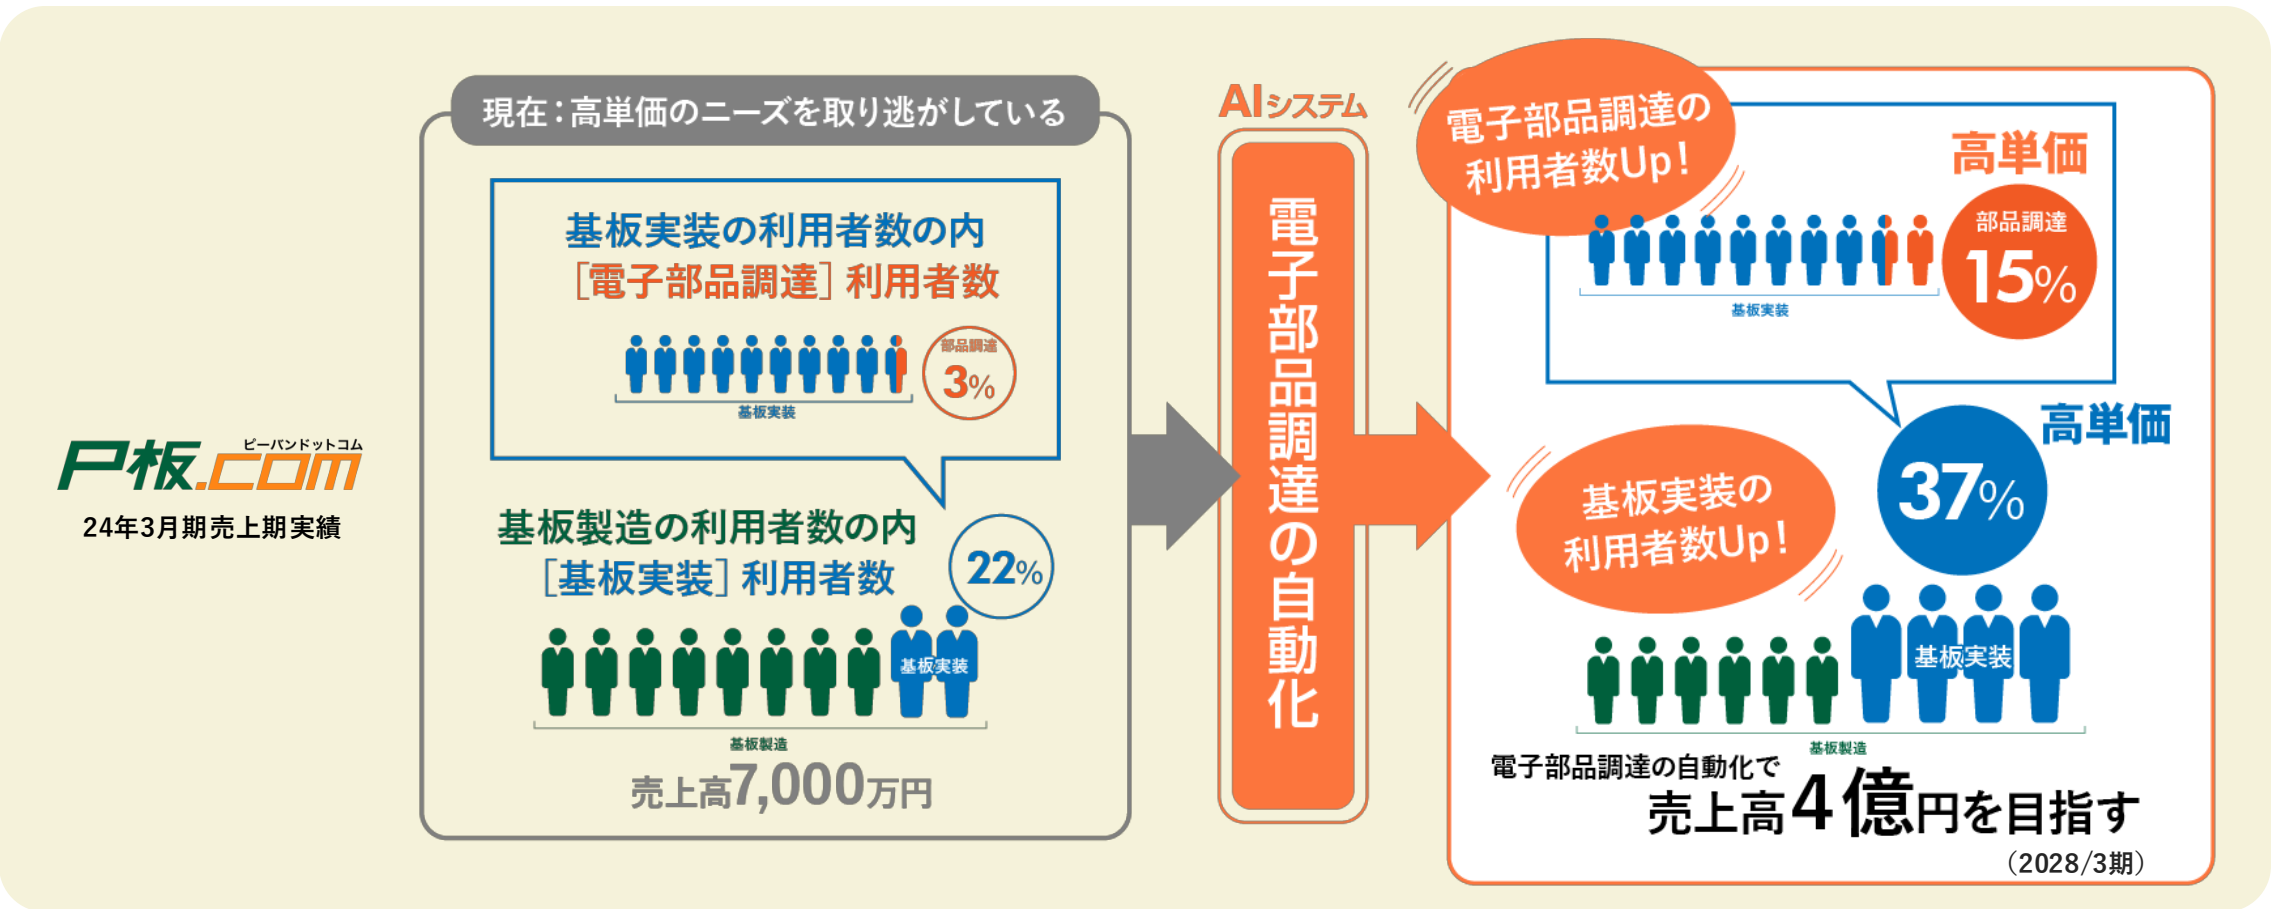 ピーバンドットコム
P板.com
24年3月期売上期実績
現在：高単価のニーズを取り逃がしている
基板実装の利用者数の内
［電子部品調達］利用者数
部品調達
3%
基板実装
基板製造の利用者数の内
［基板実装］利用者数
22%
基板実装
基板製造
売上高7,000万円
AIシステム
電子部品調達の自動化
電子部品調達の
利用者数Up！
高単価
部品調達
15%
基板実装
高単価
37%
基板実装の
利用者数Up！
基板実装
基板製造
電子部品調達の自動化で
売上高4億円を目指す
（2028/3期）